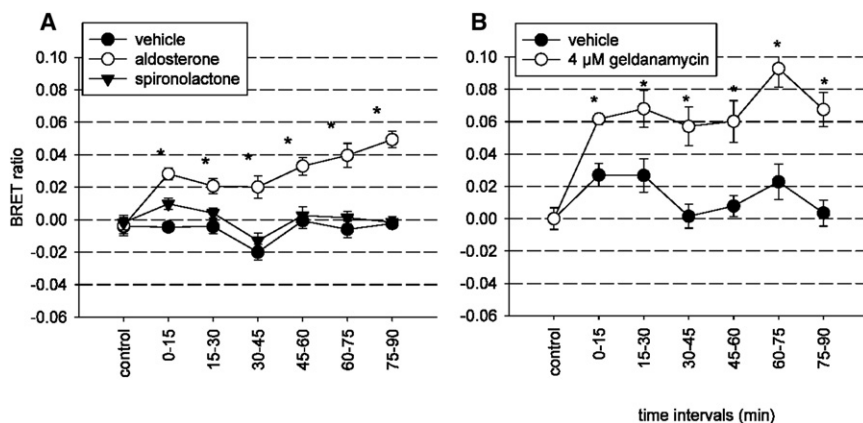 A
vehicle
aldosterone
spironolactone
BRET ratio
0.10
0.08
0.06
0.04
0.02
0.00
-0.02
-0.04
-0.06
* * * * * *
control
0-15
15-30
30-45
45-60
60-75
75-90
B
vehicle
4 µM geldanamycin
0.10
0.08
0.06
0.04
0.02
0.00
-0.02
-0.04
-0.06
* * * * * *
control
0-15
15-30
30-45
45-60
60-75
75-90
time intervals (min)